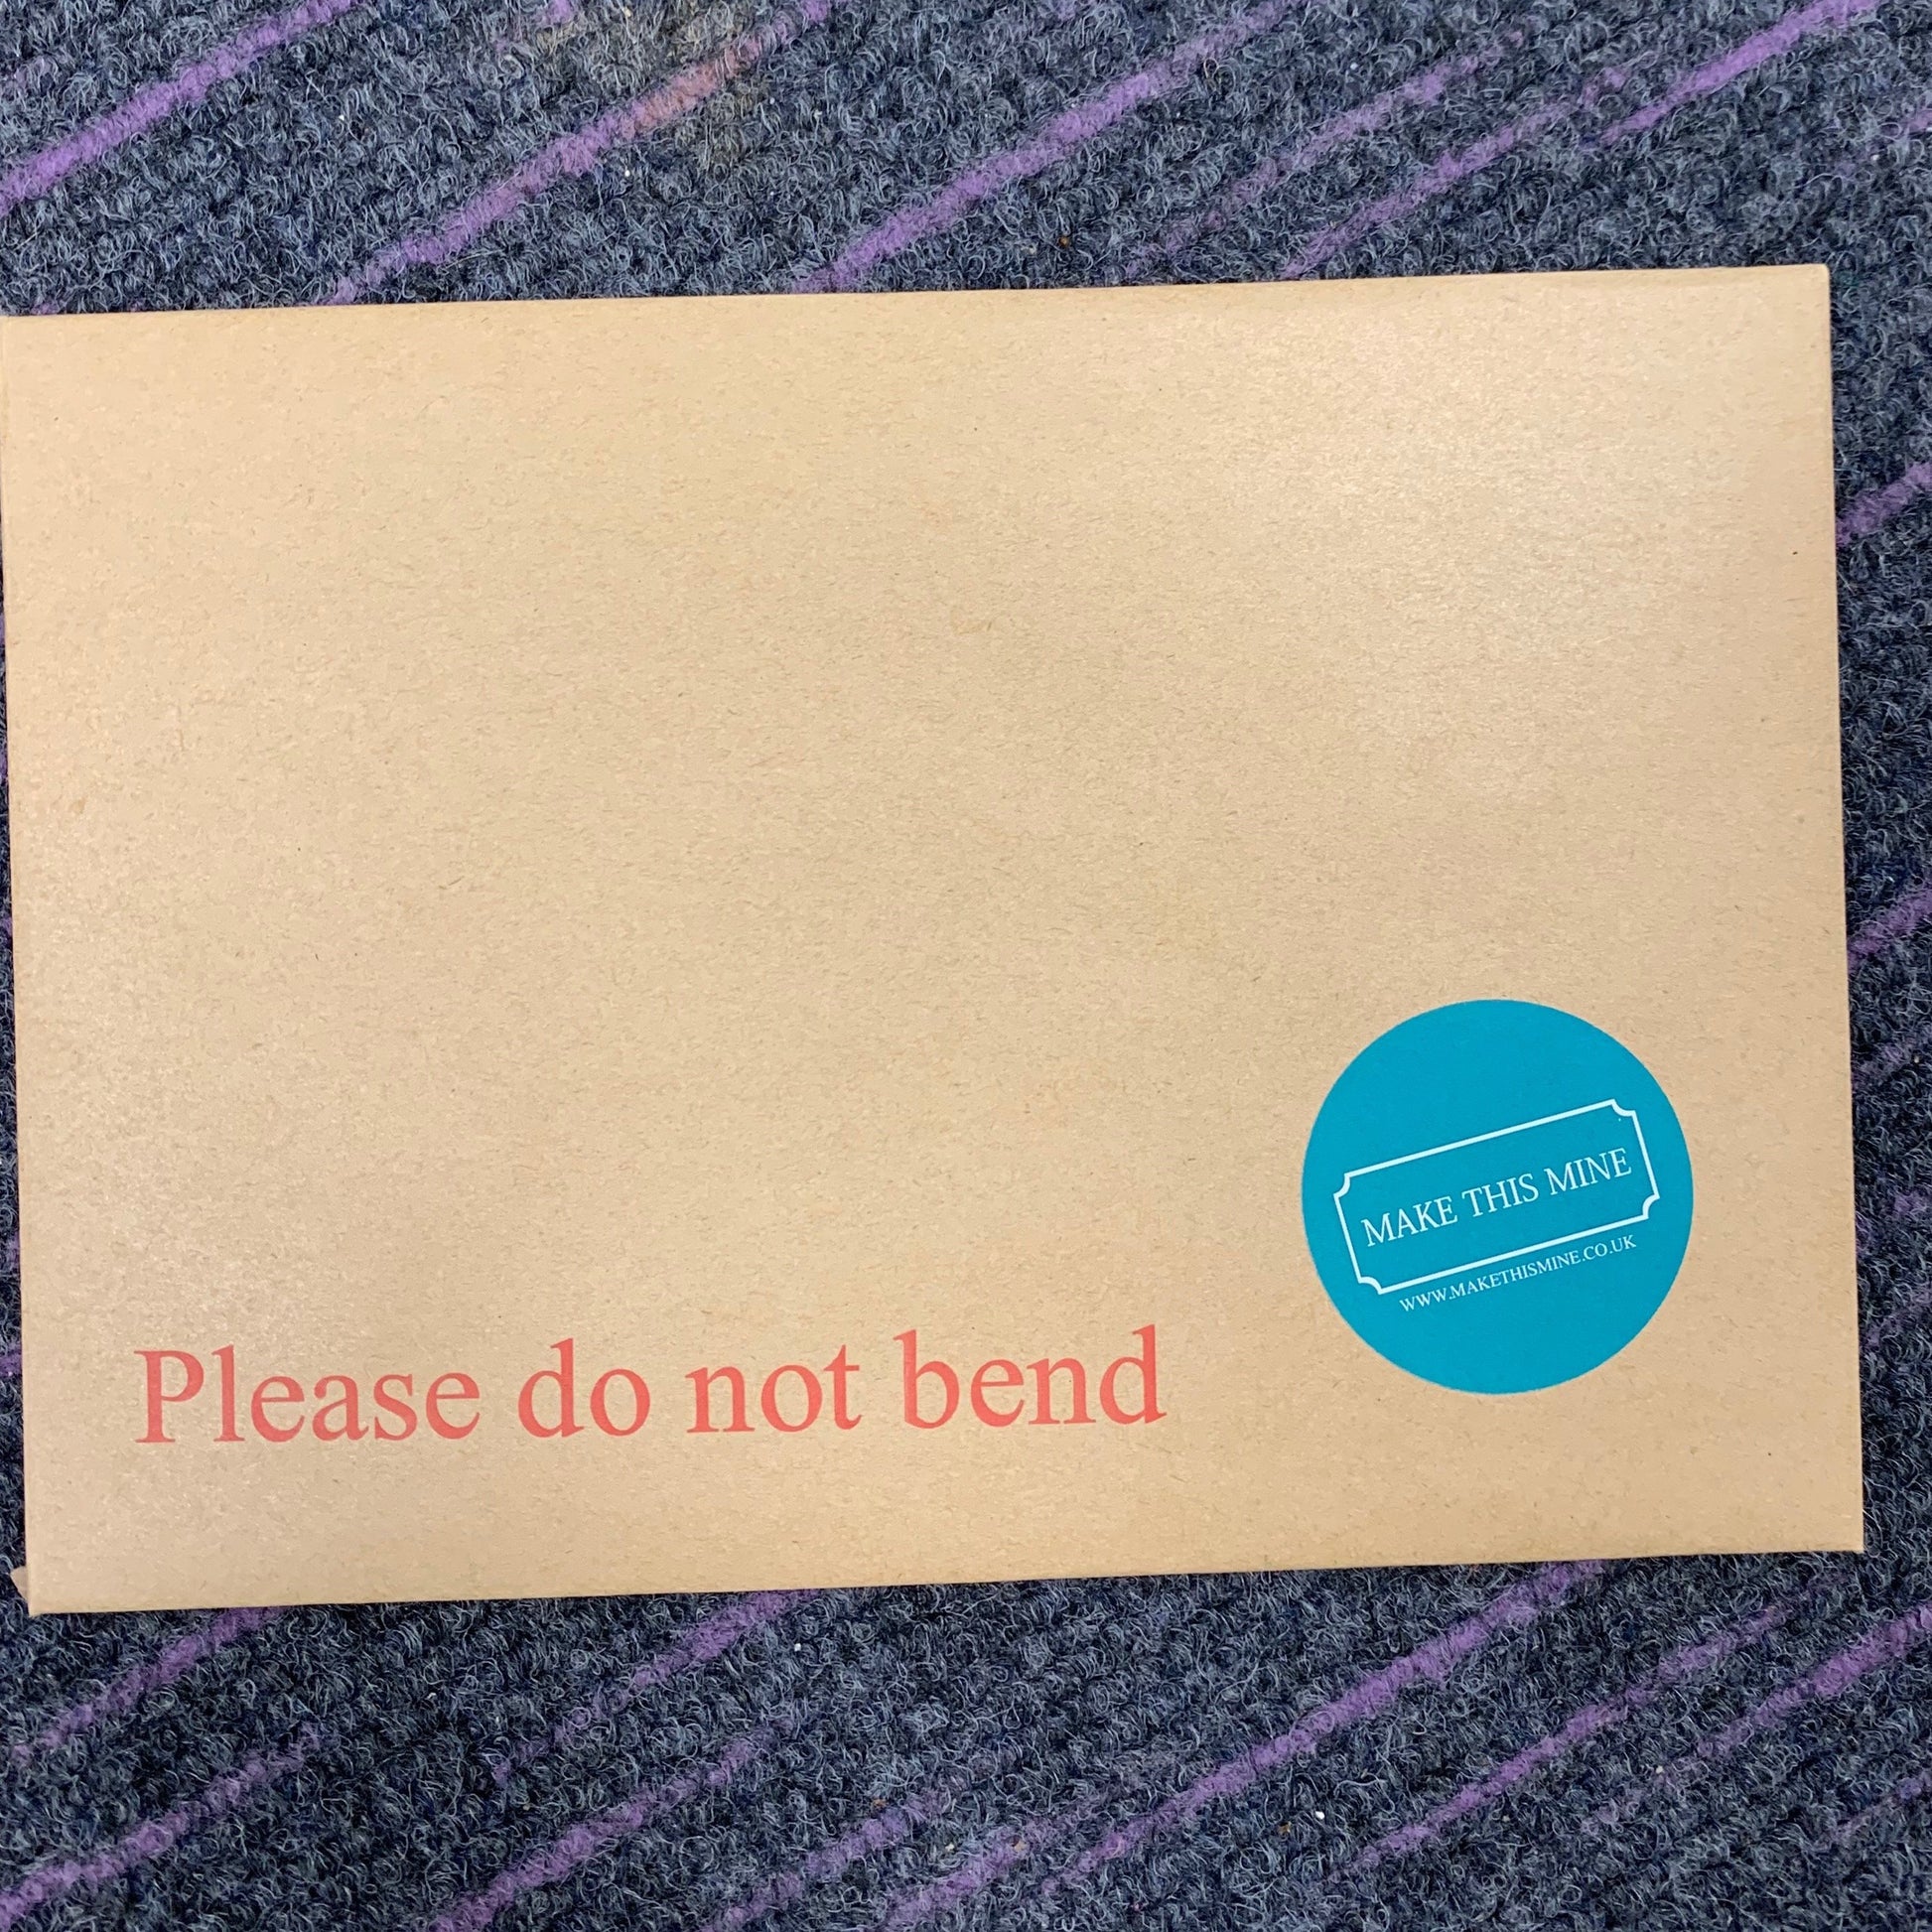 MAKE THIS MINE
WWW.MAKETHISMINE.CO.UK
Please do not bend